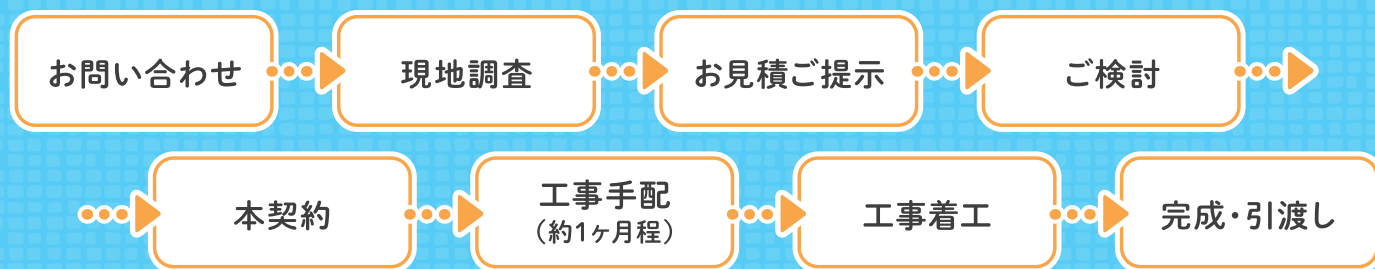 お問い合わせ
現地調査
お見積ご提示
ご検討
本契約
工事手配
（約1ヶ月程）
工事着工
完成・引渡し